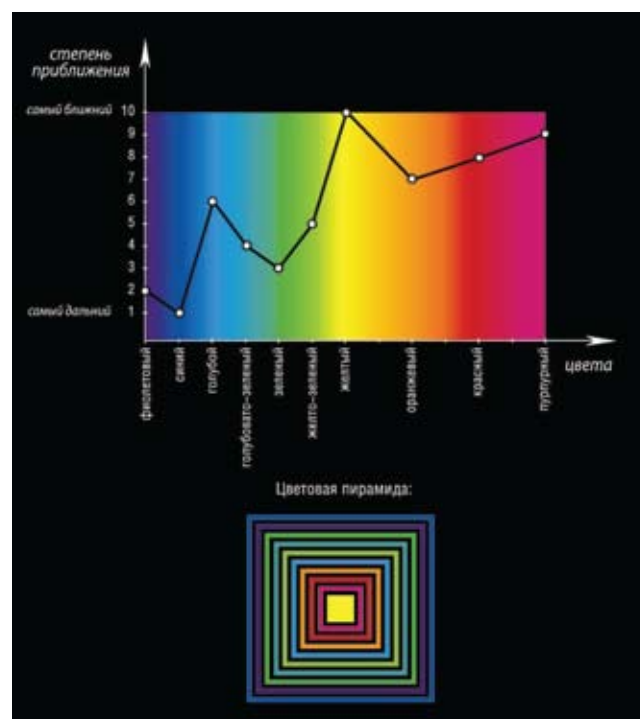 степень
приближения
самый ближний 10
9
8
7
6
5
4
3
2
самый дальний 1
фиолетовый
синий
голубой
голубовато-зеленый
зеленый
желто-зеленый
желтый
оранжевый
красный
пурпурный
цвета
Цветовая пирамида: